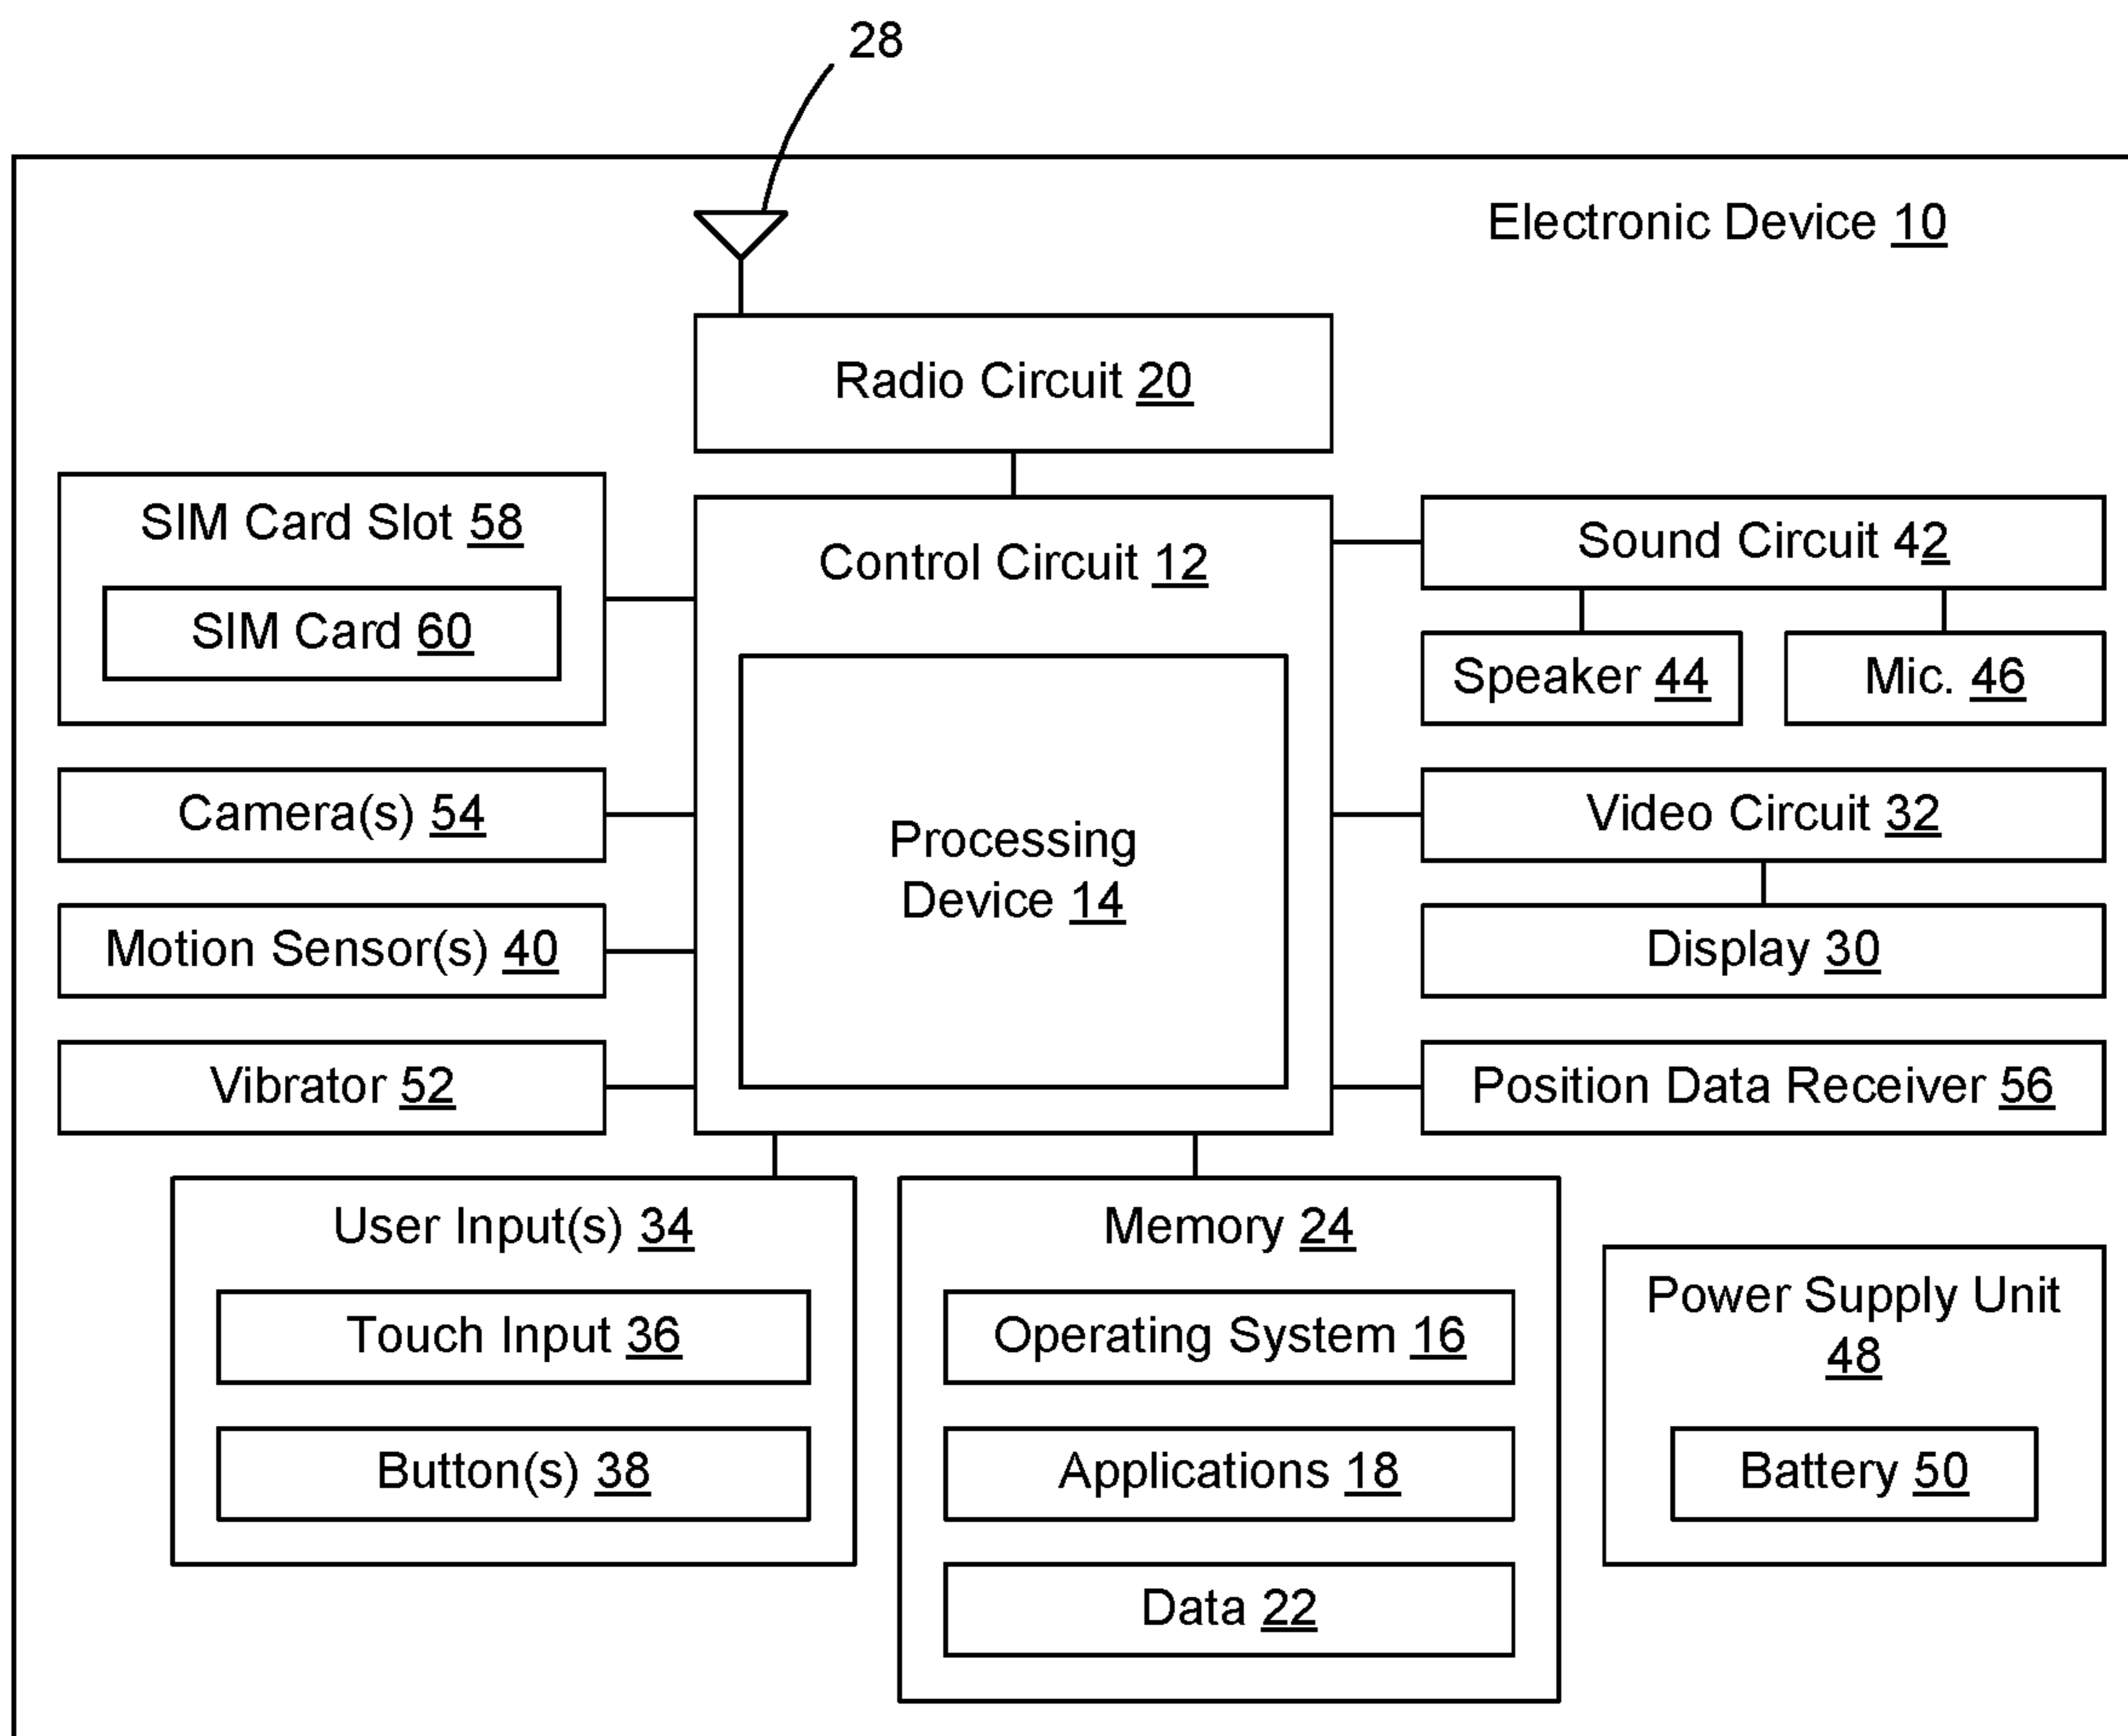 28
Electronic Device 10
Radio Circuit 20
SIM Card Slot 58
SIM Card 60
Control Circuit 12
Sound Circuit 42
Speaker 44
Mic. 46
Camera(s) 54
Processing
Device 14
Video Circuit 32
Motion Sensor(s) 40
Display 30
Vibrator 52
Position Data Receiver 56
User Input(s) 34
Touch Input 36
Button(s) 38
Memory 24
Operating System 16
Applications 18
Data 22
Power Supply Unit
48
Battery 50